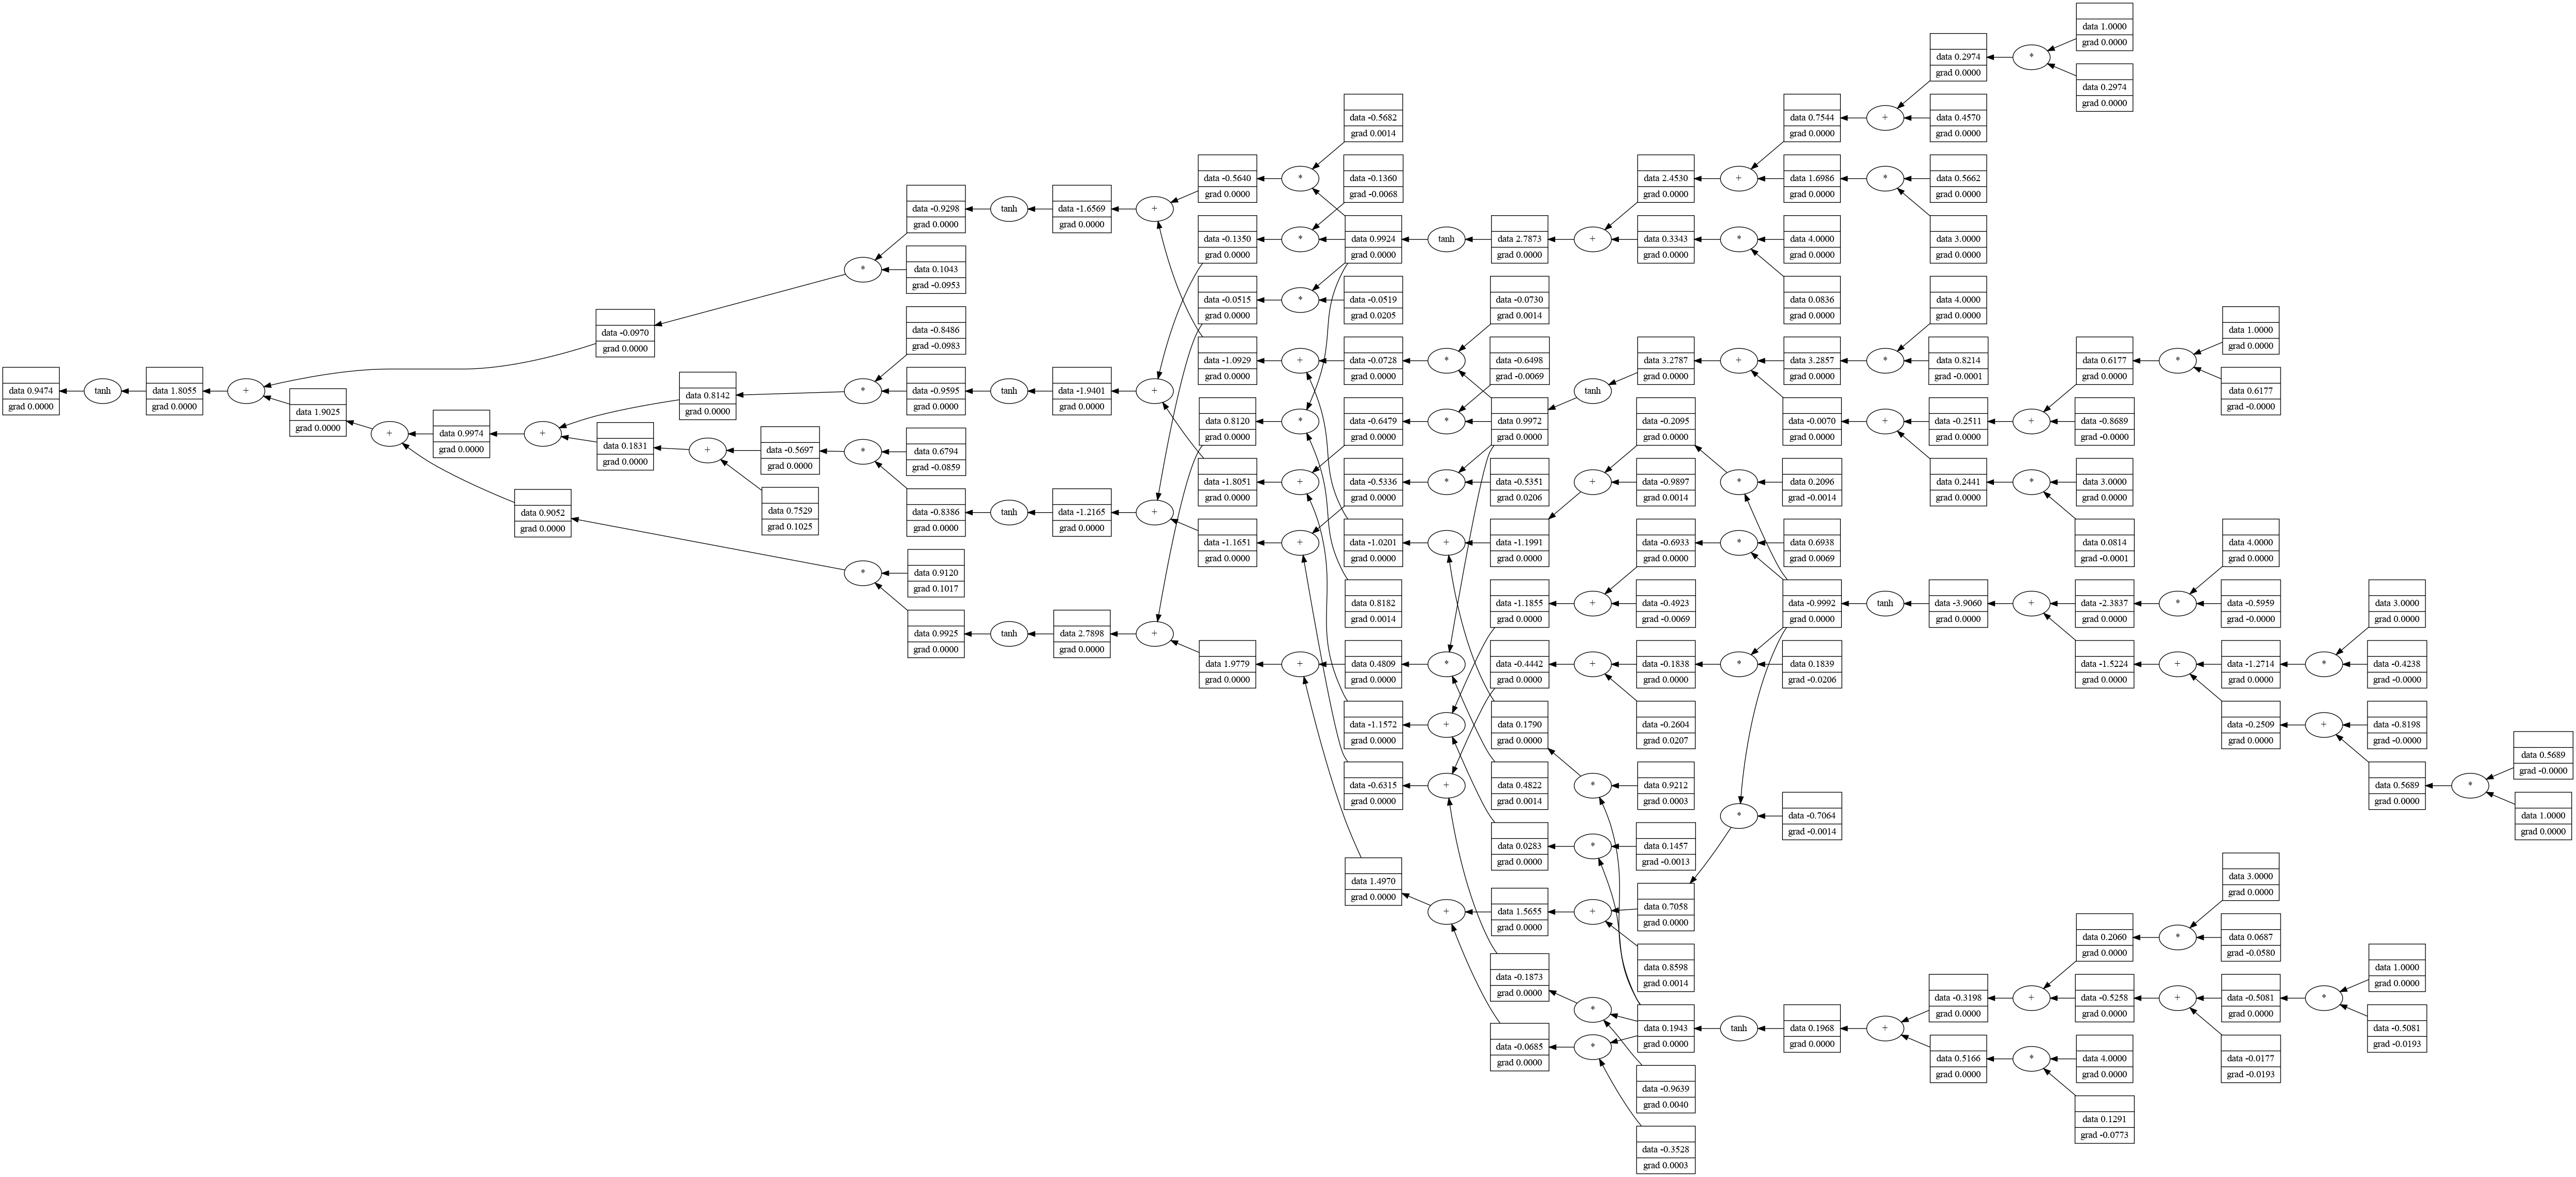 data 0.9474
grad 0.0000
tanh
data 1.8055
grad 0.0000
+
data 1.9025
grad 0.0000
+
data 0.9974
grad 0.0000
data 0.9052
grad 0.0000
+
data -0.0970
grad 0.0000
data 0.1831
grad 0.0000
data 0.8142
grad 0.0000
+
data -0.5697
grad 0.0000
data 0.7529
grad 0.1025
*
*
*
*
data -0.9298
grad 0.0000
data 0.1043
grad -0.0953
data -0.8486
grad -0.0983
data -0.9595
grad 0.0000
data 0.6794
grad -0.0859
data -0.8386
grad 0.0000
data 0.9120
grad 0.1017
data 0.9925
grad 0.0000
tanh
tanh
tanh
tanh
data -1.6569
grad 0.0000
data -1.9401
grad 0.0000
data -1.2165
grad 0.0000
data 2.7898
grad 0.0000
+
+
+
+
data -0.5640
grad 0.0000
data -0.1350
grad 0.0000
data -0.0515
grad 0.0000
data -1.0929
grad 0.0000
data 0.8120
grad 0.0000
data -1.8051
grad 0.0000
data -1.1651
grad 0.0000
data 1.9779
grad 0.0000
*
*
*
+
*
+
+
+
data -0.5682
grad 0.0014
data -0.1360
grad -0.0068
data 0.9924
grad 0.0000
data -0.0519
grad 0.0205
data -0.0728
grad 0.0000
data -0.6479
grad 0.0000
data -0.5336
grad 0.0000
data -1.0201
grad 0.0000
data 0.8182
grad 0.0014
data 0.4809
grad 0.0000
data -1.1572
grad 0.0000
data -0.6315
grad 0.0000
data 1.4970
grad 0.0000
tanh
*
*
*
+
*
+
+
+
data 2.7873
grad 0.0000
data -0.0730
grad 0.0014
data -0.6498
grad -0.0069
data 0.9972
grad 0.0000
data -0.5351
grad 0.0206
data -1.1991
grad 0.0000
data -1.1855
grad 0.0000
data -0.4442
grad 0.0000
data 0.1790
grad 0.0000
data 0.4822
grad 0.0014
data 0.0283
grad 0.0000
data 1.5655
grad 0.0000
data -0.1873
grad 0.0000
data -0.0685
grad 0.0000
+
tanh
+
+
+
*
*
+
*
*
data 2.4530
grad 0.0000
data 0.3343
grad 0.0000
data 3.2787
grad 0.0000
data -0.2095
grad 0.0000
data -0.9897
grad 0.0014
data -0.6933
grad 0.0000
data -0.4923
grad -0.0069
data -0.1838
grad 0.0000
data -0.2604
grad 0.0207
data 0.9212
grad 0.0003
data 0.1457
grad -0.0013
data 0.7058
grad 0.0000
data 0.8598
grad 0.0014
data 0.1943
grad 0.0000
data -0.9639
grad 0.0040
data -0.3528
grad 0.0003
+
*
+
*
*
*
*
tanh
data 0.7544
grad 0.0000
data 1.6986
grad 0.0000
data 4.0000
grad 0.0000
data 0.0836
grad 0.0000
data 3.2857
grad 0.0000
data -0.0070
grad 0.0000
data 0.2096
grad -0.0014
data 0.6938
grad 0.0069
data -0.9992
grad 0.0000
data 0.1839
grad -0.0206
data -0.7064
grad -0.0014
data 0.1968
grad 0.0000
+
*
*
+
tanh
+
data 0.2974
grad 0.0000
data 0.4570
grad 0.0000
data 0.5662
grad 0.0000
data 3.0000
grad 0.0000
data 4.0000
grad 0.0000
data 0.8214
grad -0.0001
data -0.2511
grad 0.0000
data 0.2441
grad 0.0000
data -3.9060
grad 0.0000
data -0.3198
grad 0.0000
data 0.5166
grad 0.0000
*
+
*
+
+
*
data 1.0000
grad 0.0000
data 0.2974
grad 0.0000
data 0.6177
grad 0.0000
data -0.8689
grad -0.0000
data 3.0000
grad 0.0000
data 0.0814
grad -0.0001
data -2.3837
grad 0.0000
data -1.5224
grad 0.0000
data 0.2060
grad 0.0000
data -0.5258
grad 0.0000
data 4.0000
grad 0.0000
data 0.1291
grad -0.0773
*
*
+
*
+
data 1.0000
grad 0.0000
data 0.6177
grad -0.0000
data 4.0000
grad 0.0000
data -0.5959
grad -0.0000
data -1.2714
grad 0.0000
data -0.2509
grad 0.0000
data 3.0000
grad 0.0000
data 0.0687
grad -0.0580
data -0.5081
grad 0.0000
data -0.0177
grad -0.0193
*
+
*
data 3.0000
grad 0.0000
data -0.4238
grad -0.0000
data -0.8198
grad -0.0000
data 0.5689
grad 0.0000
data 1.0000
grad 0.0000
data -0.5081
grad -0.0193
*
data 0.5689
grad -0.0000
data 1.0000
grad 0.0000